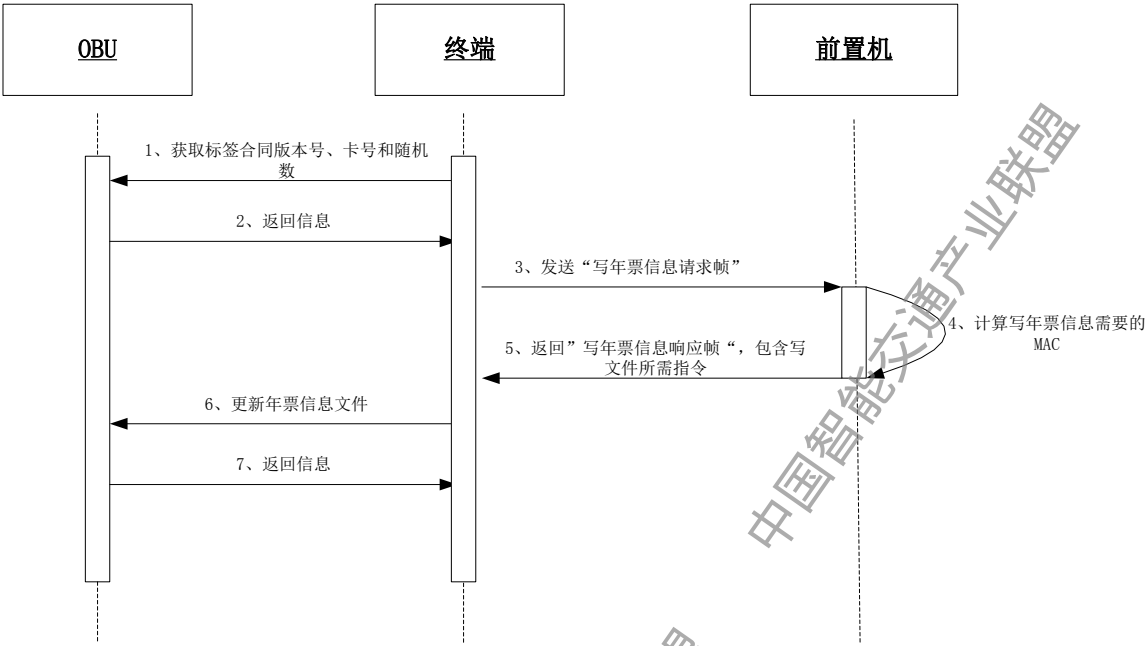 OBU
终端
前置机
1、获取标签合同版本号、卡号和随机
数
2、返回信息
3、发送“写年票信息请求帧”
4、计算写年票信息需要的
MAC
5、返回”写年票信息响应帧“，包含写
文件所需指令
6、更新年票信息文件
7、返回信息
中国智能交通产业联盟
盟